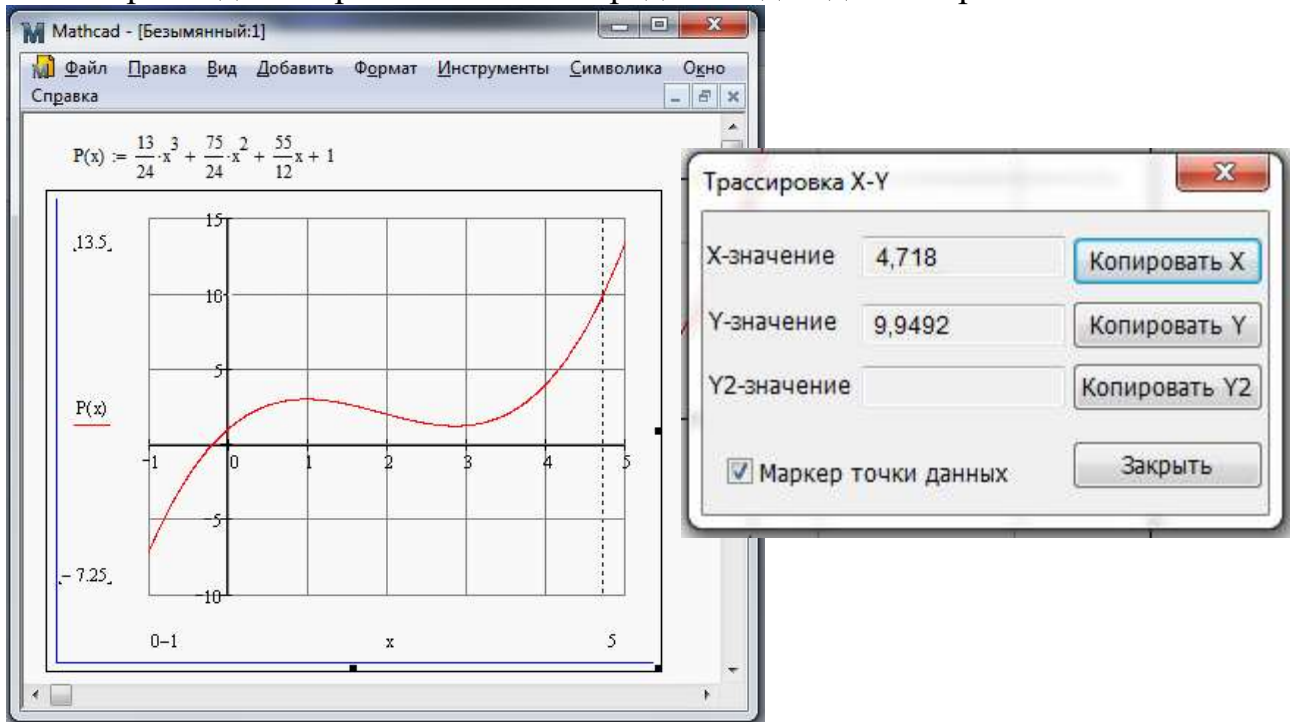 Mathcad - [Безымянный:1]
Файл Правка Вид Добавить Формат Инструменты Символика Окно
Справка
P(x) := 13/24·x^3 + 75/24·x^2 + 55/12 x + 1
15
13.5
10
5
P(x)
-1 0 1 2 3 4 5
-5
- 7.25
-10
0-1 x 5
Трассировка X-Y
X-значение 4,718 Копировать X
Y-значение 9,9492 Копировать Y
Y2-значение Копировать Y2
Маркер точки данных Закрыть